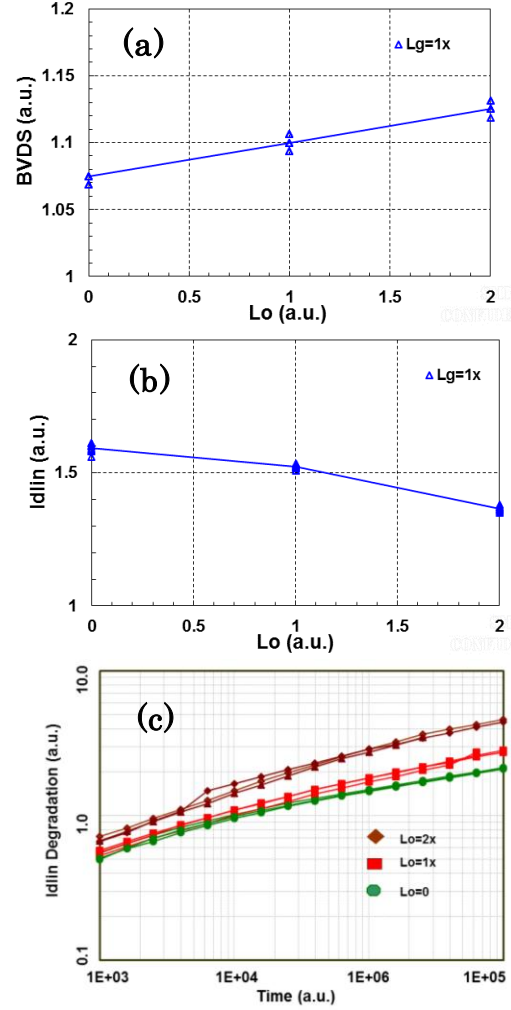 1.2
(a)
Lg=1x
1.15
BVDS (a.u.)
1.1
1.05
1
0 0.5 1 1.5 2
Lo (a.u.)
2
(b)
Lg=1x
Idlin (a.u.)
1.5
1
0 0.5 1 1.5 2
Lo (a.u.)
10.0
(c)
Idlin Degradation (a.u.)
1.0
Lo=2x
Lo=1x
Lo=0
0.1
1E+03 1E+04 1E+06 1E+05
Time (a.u.)